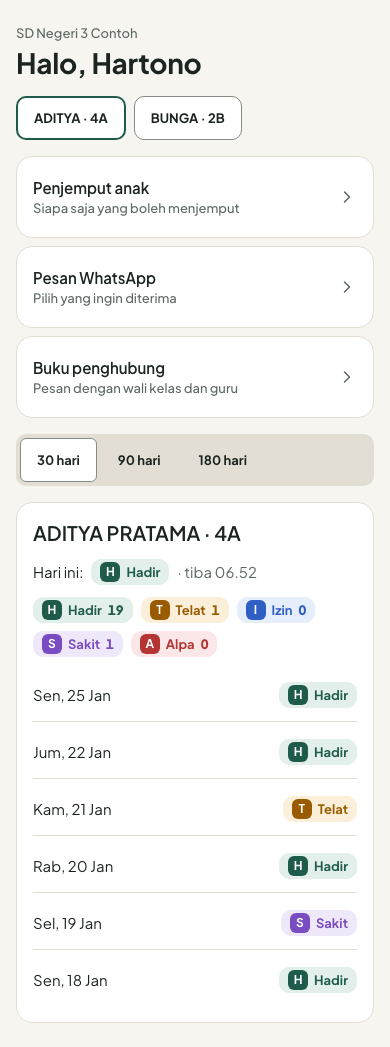 SD Negeri 3 Contoh
Halo, Hartono
ADITYA · 4A BUNGA · 2B
Penjemput anak
Siapa saja yang boleh menjemput
Pesan WhatsApp
Pilih yang ingin diterima
Buku penghubung
Pesan dengan wali kelas dan guru
30 hari 90 hari 180 hari
ADITYA PRATAMA · 4A
Hari ini: H Hadir · tiba 06.52
H Hadir 19 T Telat 1 I Izin 0
S Sakit 1 A Alpa 0
Sen, 25 Jan H Hadir
Jum, 22 Jan H Hadir
Kam, 21 Jan T Telat
Rab, 20 Jan H Hadir
Sel, 19 Jan S Sakit
Sen, 18 Jan H Hadir